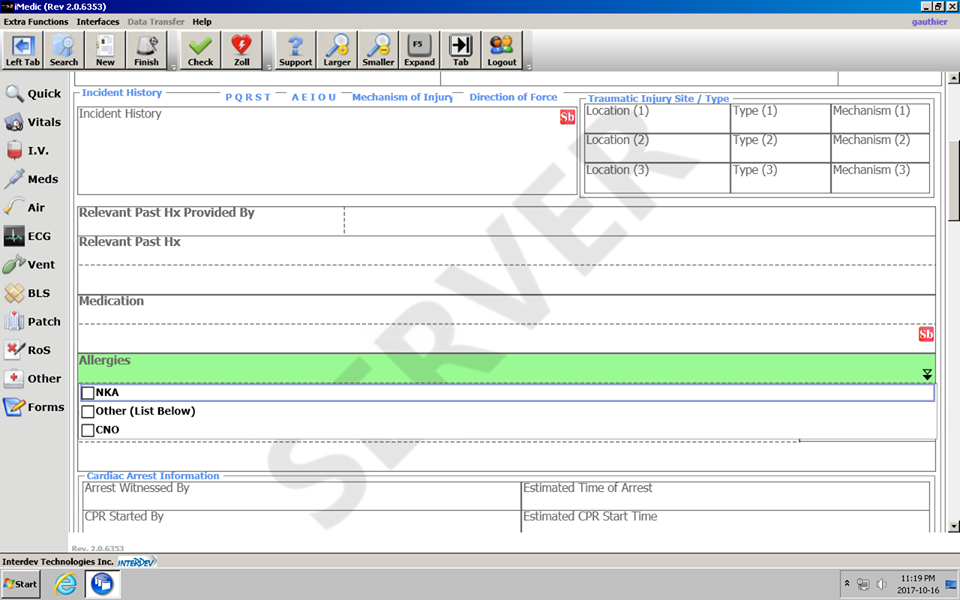 iMedic (Rev 2.0.6353)
Extra Functions Interfaces Data Transfer Help
gauthier
Left Tab Search New Finish Check Zoll Support Larger Smaller F5 Expand Tab Logout
Quick
Vitals
I.V.
Meds
Air
ECG
Vent
BLS
Patch
RoS
Other
Forms
Incident History P Q R S T A E I O U Mechanism of Injury Direction of Force
Incident History
Sb
Traumatic Injury Site / Type
Location (1) Type (1) Mechanism (1)
Location (2) Type (2) Mechanism (2)
Location (3) Type (3) Mechanism (3)
Relevant Past Hx Provided By
Relevant Past Hx
Medication
Sb
Allergies
NKA
Other (List Below)
CNO
Cardiac Arrest Information
Arrest Witnessed By Estimated Time of Arrest
CPR Started By Estimated CPR Start Time
SERVER
Rev. 2.0.6353
Interdev Technologies Inc. INTERDEV
Start
11:19 PM
2017-10-16